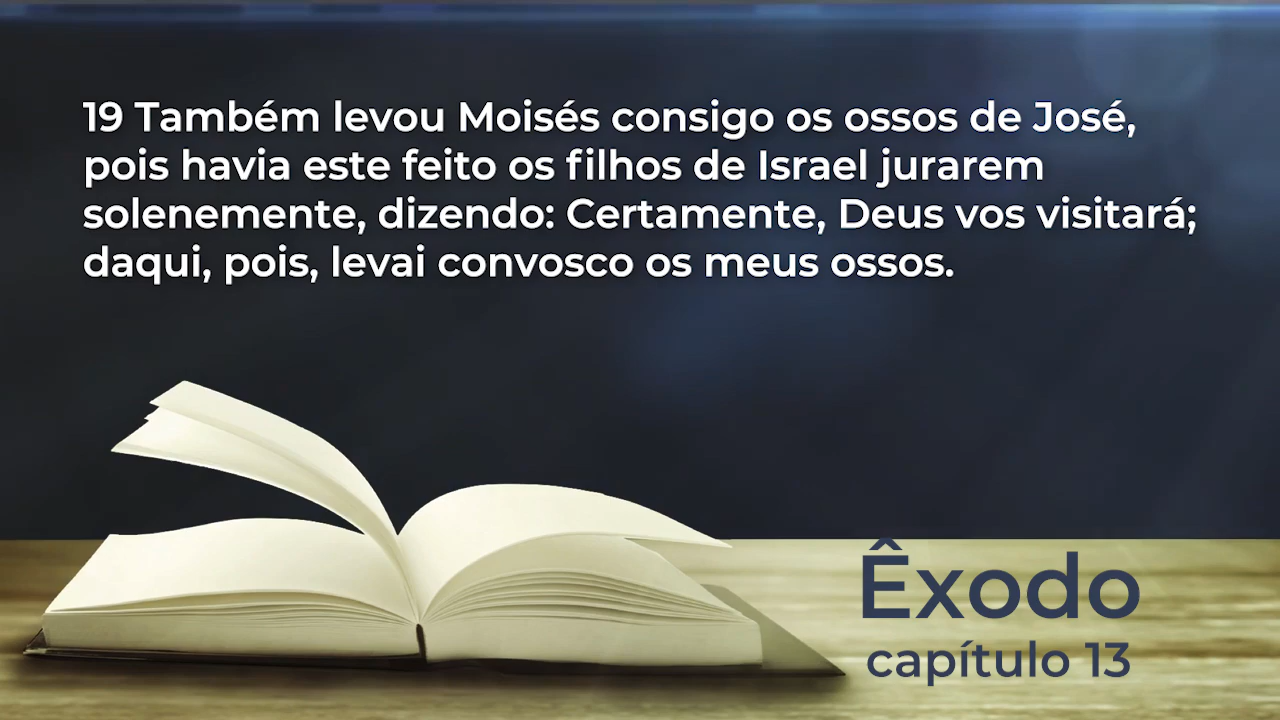 19 Também levou Moisés consigo os ossos de José,
pois havia este feito os filhos de Israel jurarem
solenemente, dizendo: Certamente, Deus vos visitará;
daqui, pois, levai convosco os meus ossos.
Êxodo
capítulo 13